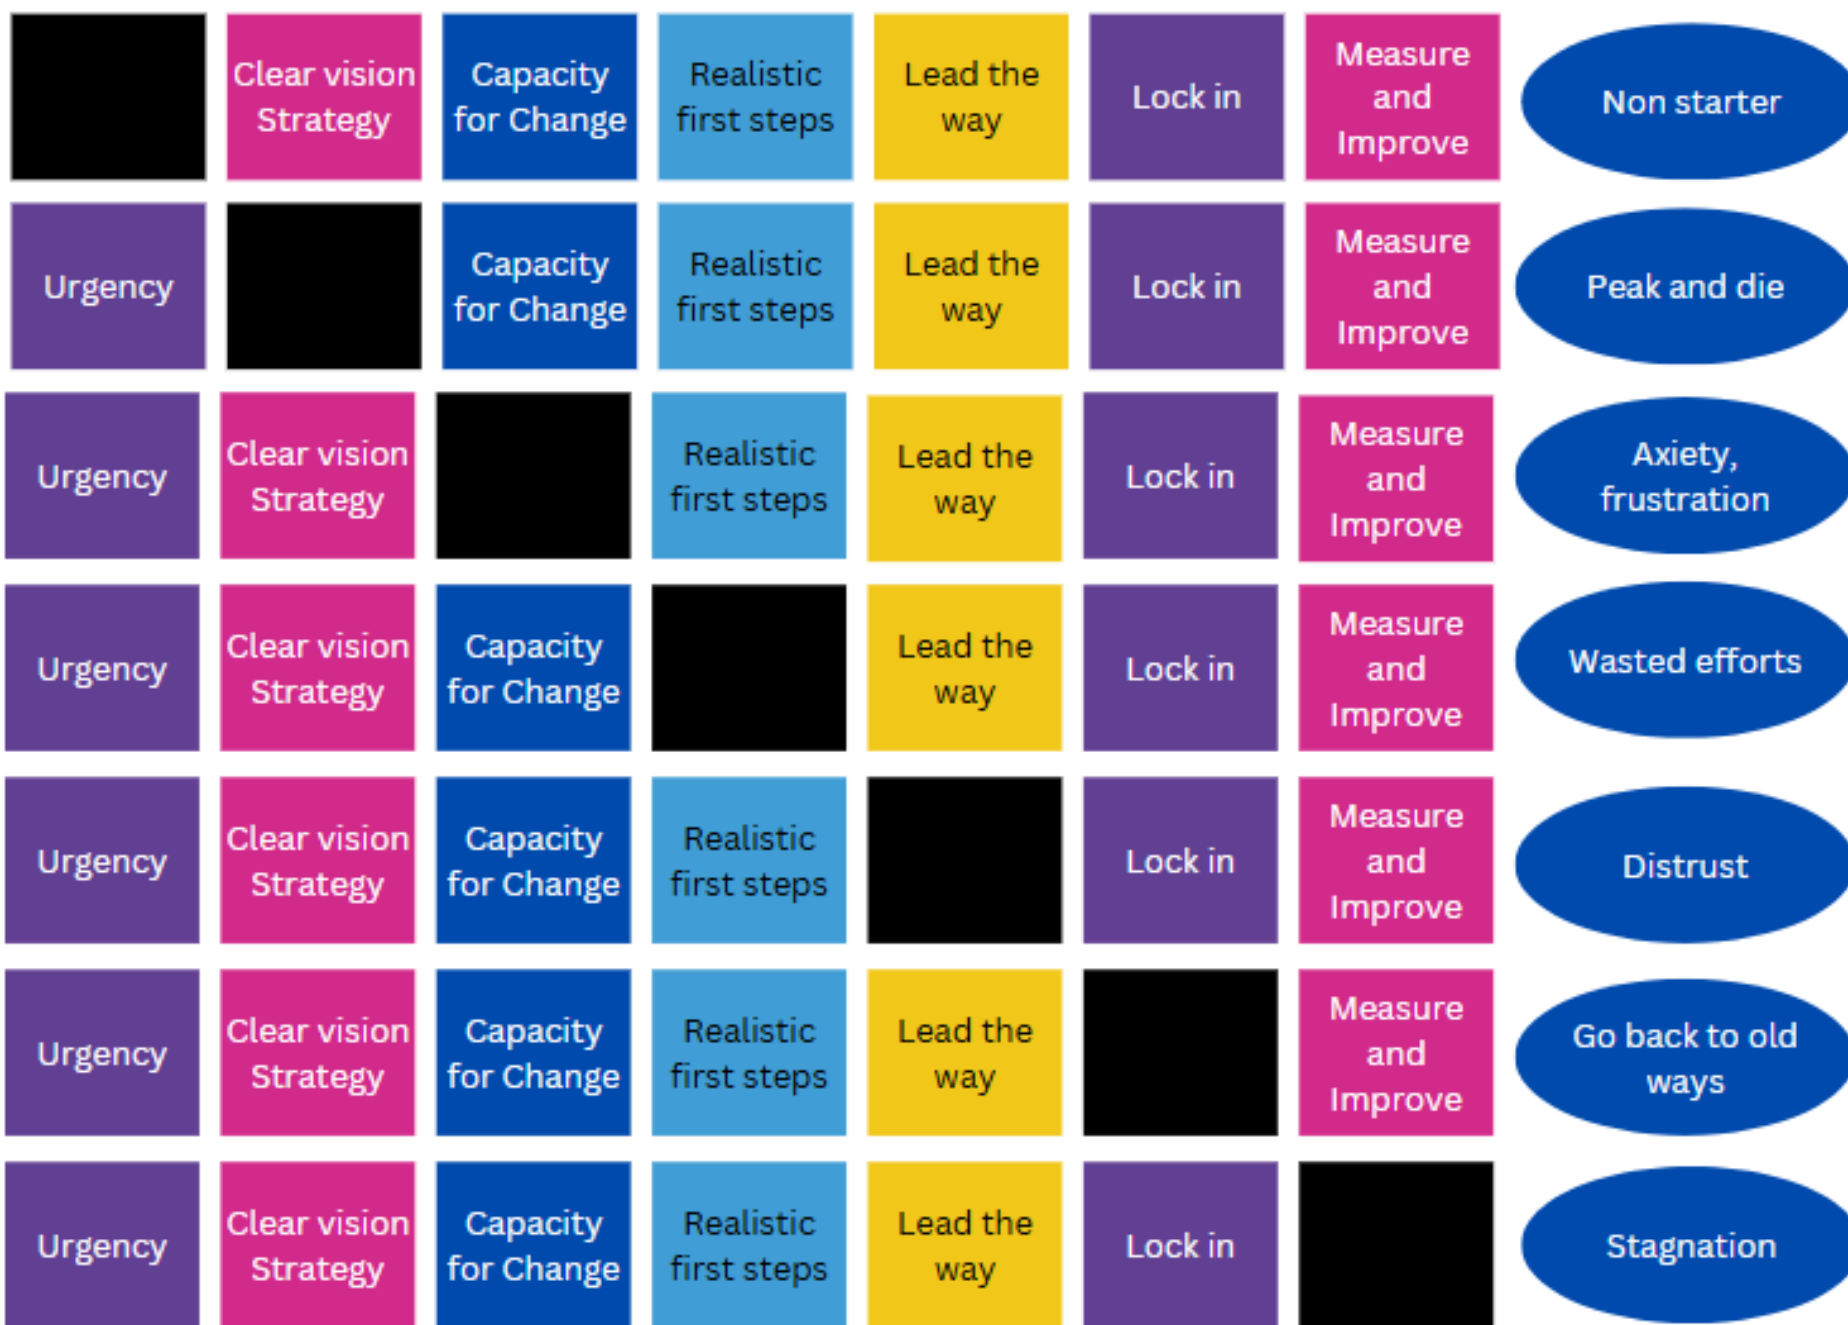 Clear vision
Strategy
Capacity
for Change
Realistic
first steps
Lead the
way
Lock in
Measure
and
Improve
Non starter
Urgency
Capacity
for Change
Realistic
first steps
Lead the
way
Lock in
Measure
and
Improve
Peak and die
Urgency
Clear vision
Strategy
Realistic
first steps
Lead the
way
Lock in
Measure
and
Improve
Axiety,
frustration
Urgency
Clear vision
Strategy
Capacity
for Change
Lead the
way
Lock in
Measure
and
Improve
Wasted efforts
Urgency
Clear vision
Strategy
Capacity
for Change
Realistic
first steps
Lock in
Measure
and
Improve
Distrust
Urgency
Clear vision
Strategy
Capacity
for Change
Realistic
first steps
Lead the
way
Measure
and
Improve
Go back to old
ways
Urgency
Clear vision
Strategy
Capacity
for Change
Realistic
first steps
Lead the
way
Lock in
Stagnation